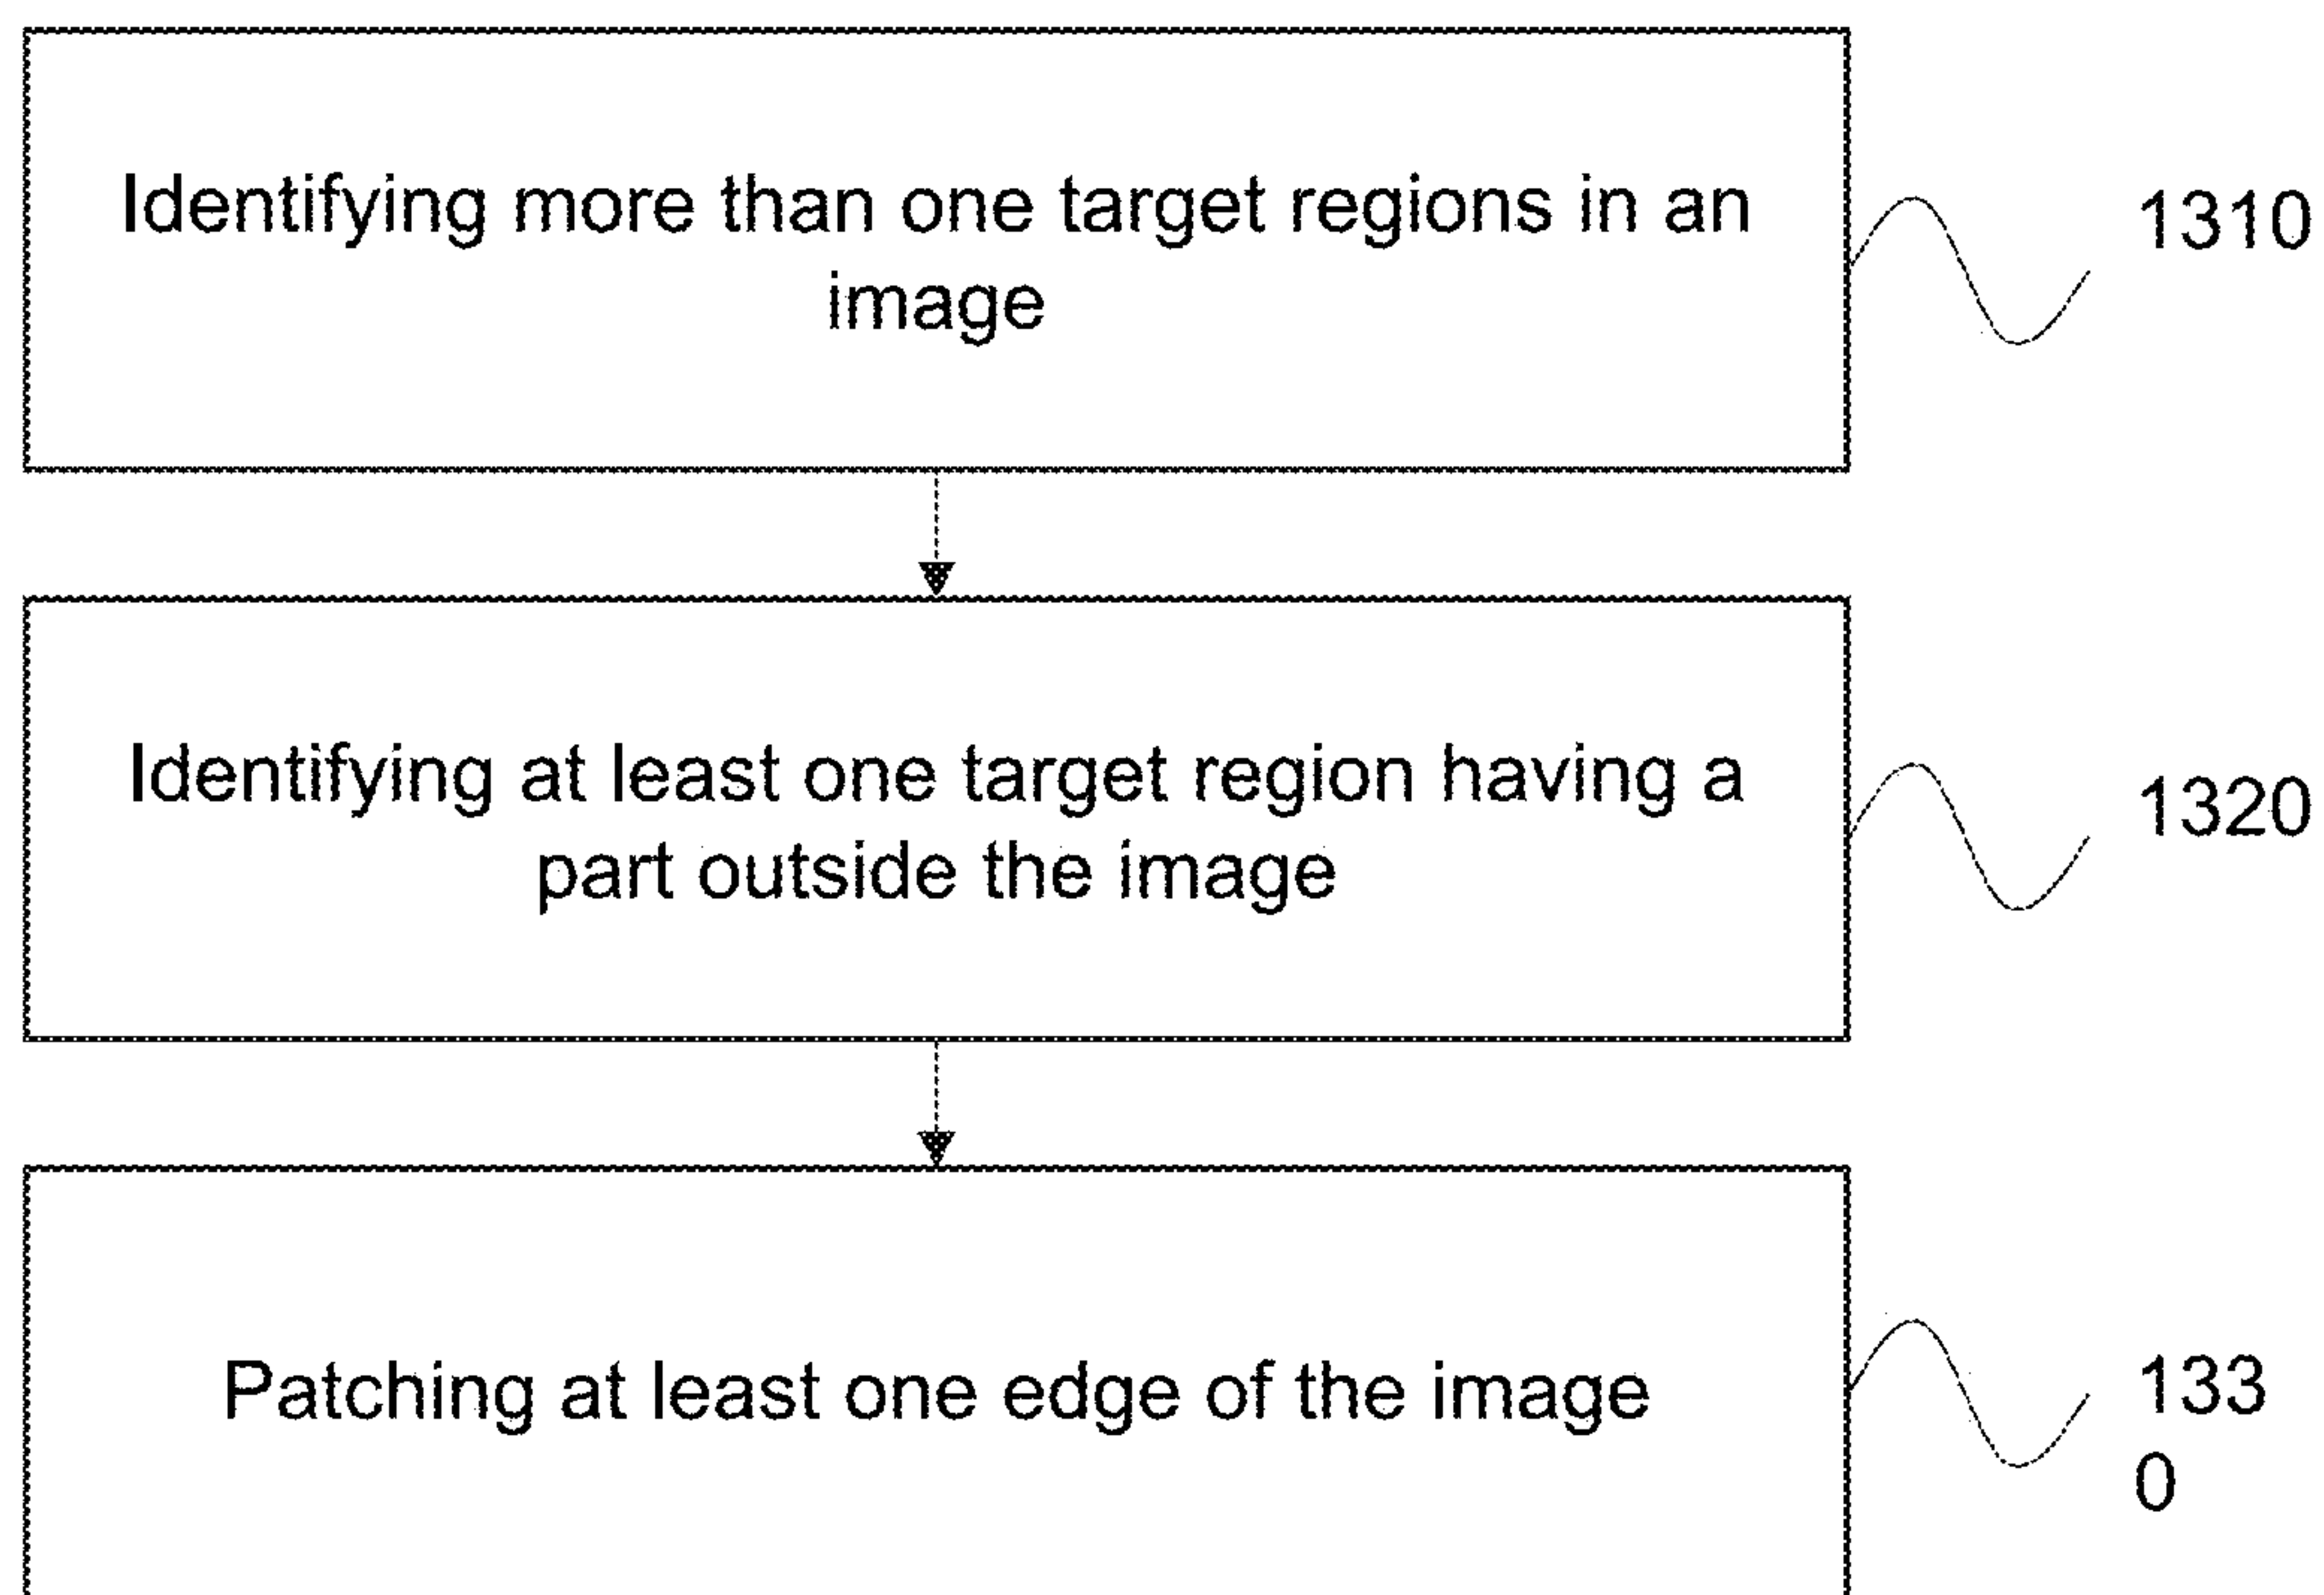 Identifying more than one target regions in an
image
1310
Identifying at least one target region having a
part outside the image
1320
Patching at least one edge of the image
133
0